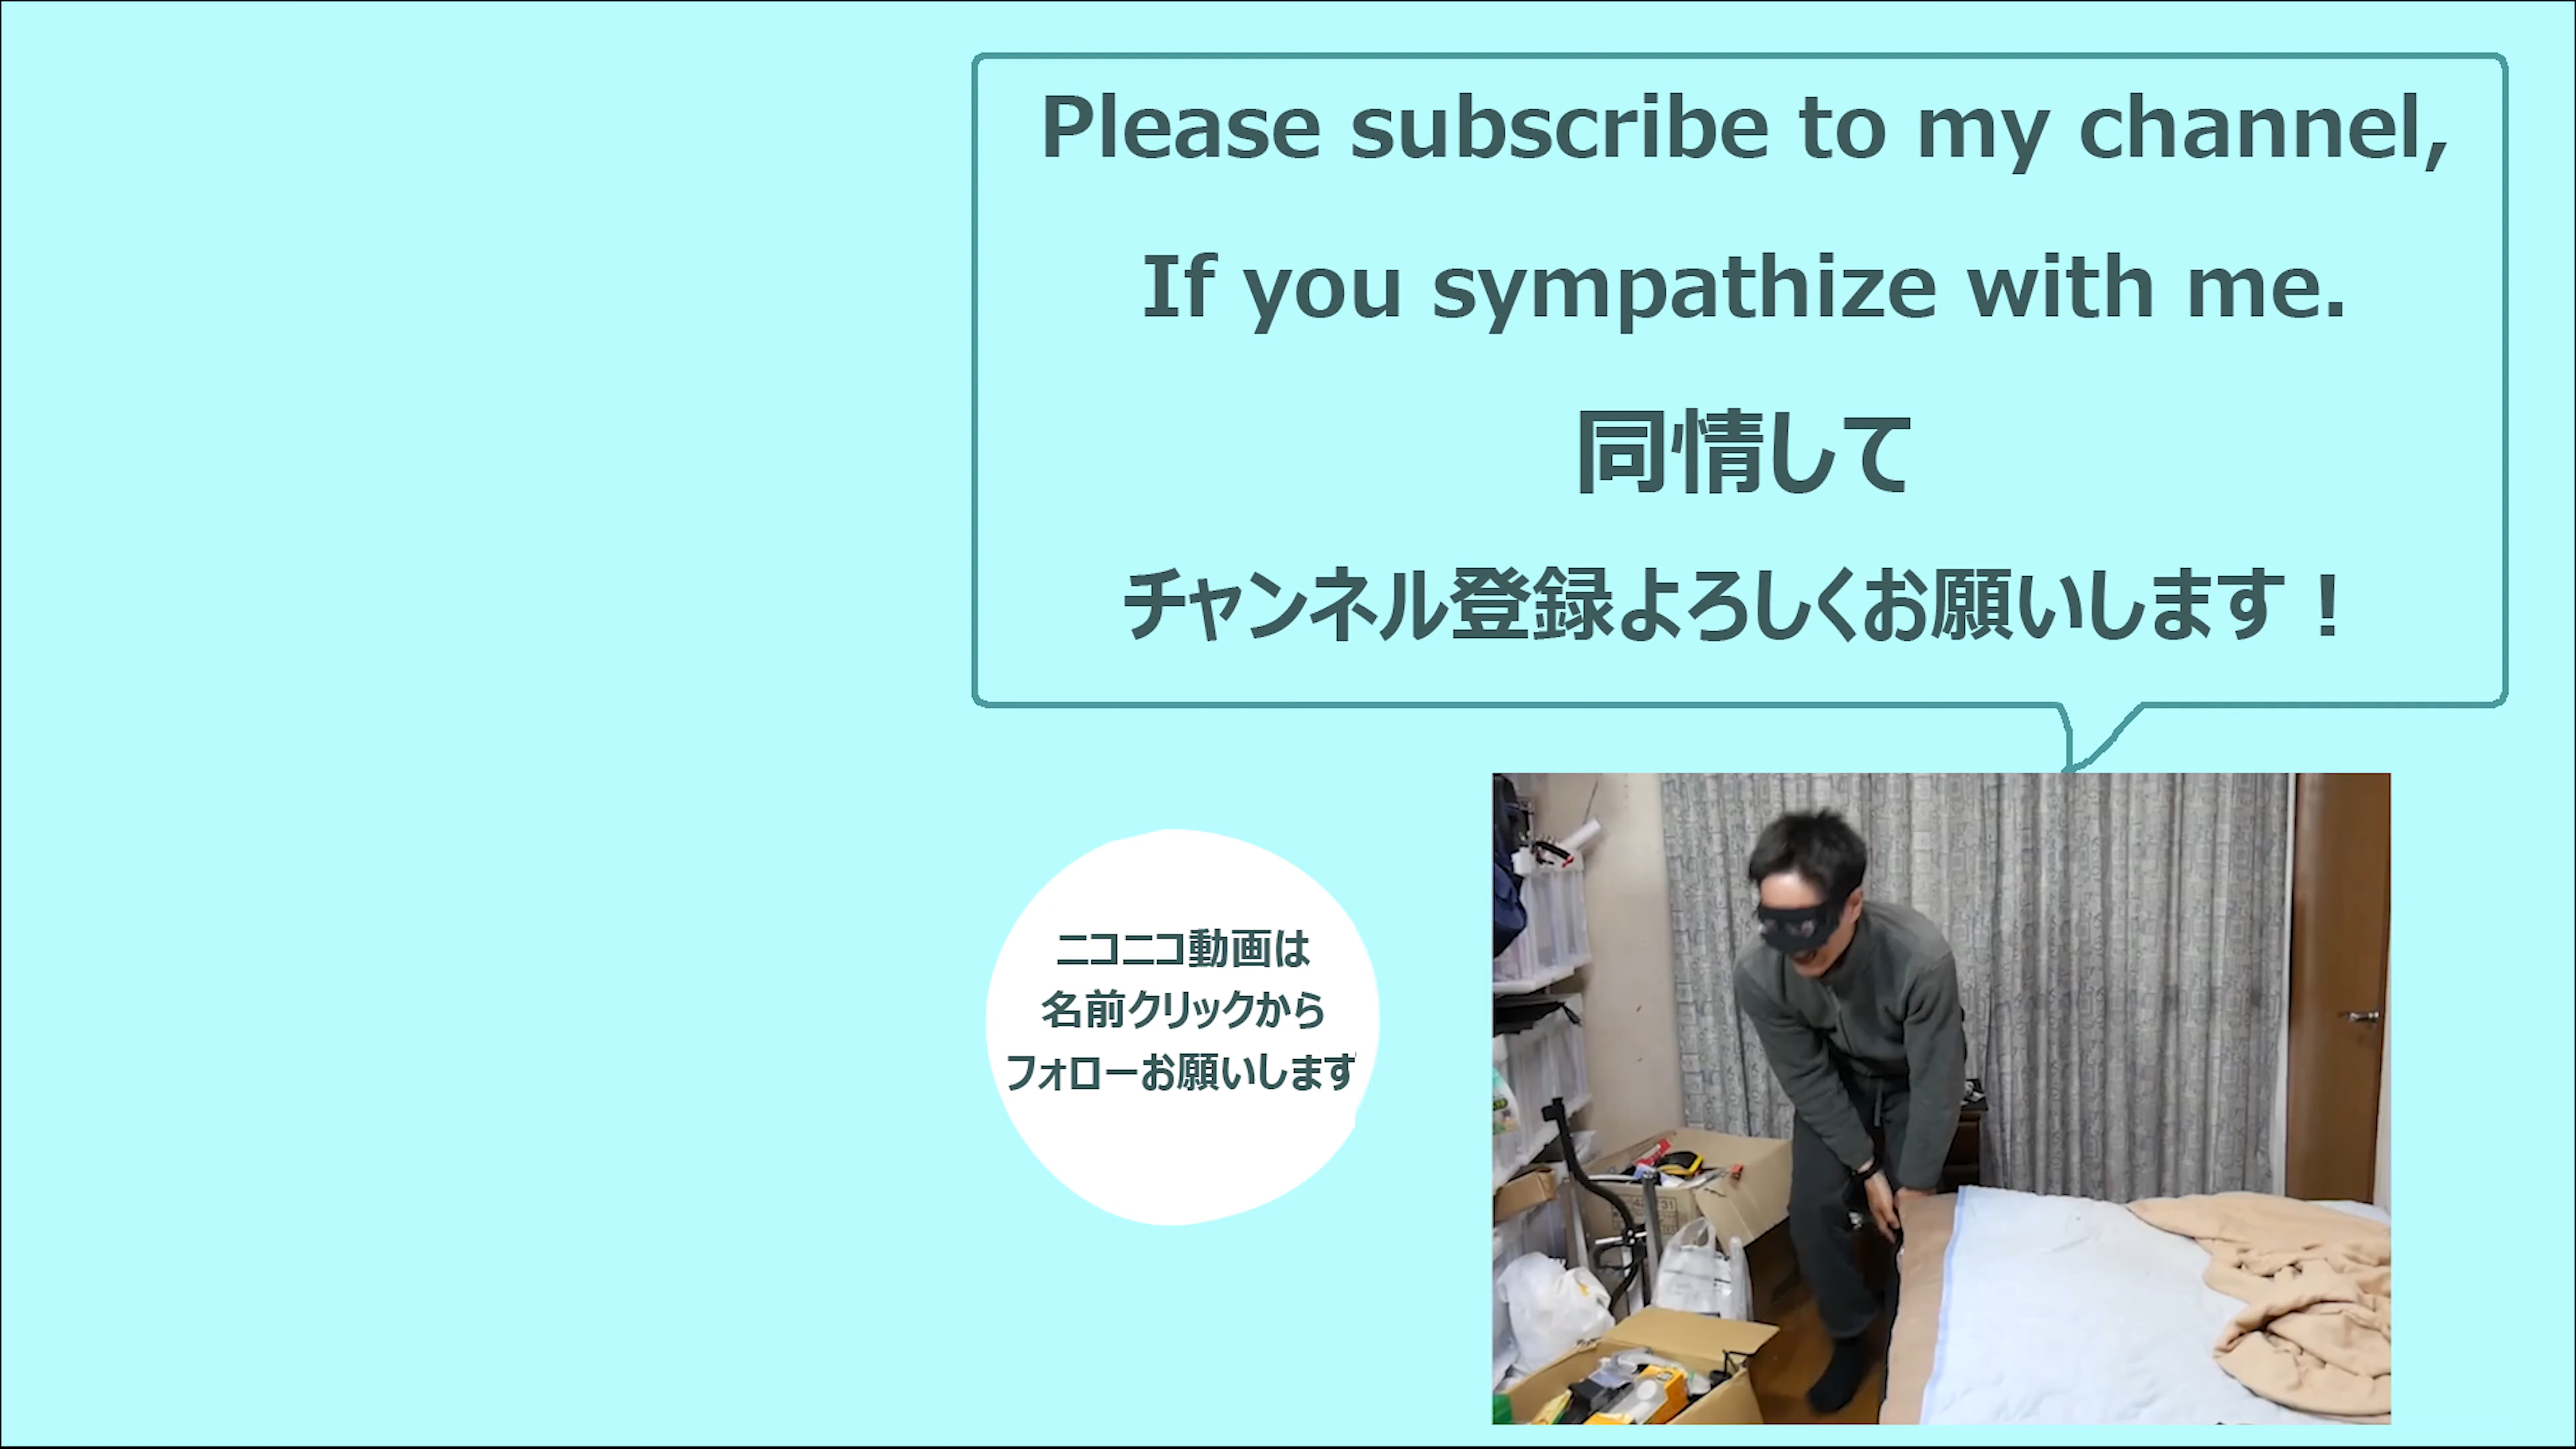 Please subscribe to my channel,
If you sympathize with me.
同情して
チャンネル登録よろしくお願いします！
ニコニコ動画は
名前クリックから
フォローお願いします